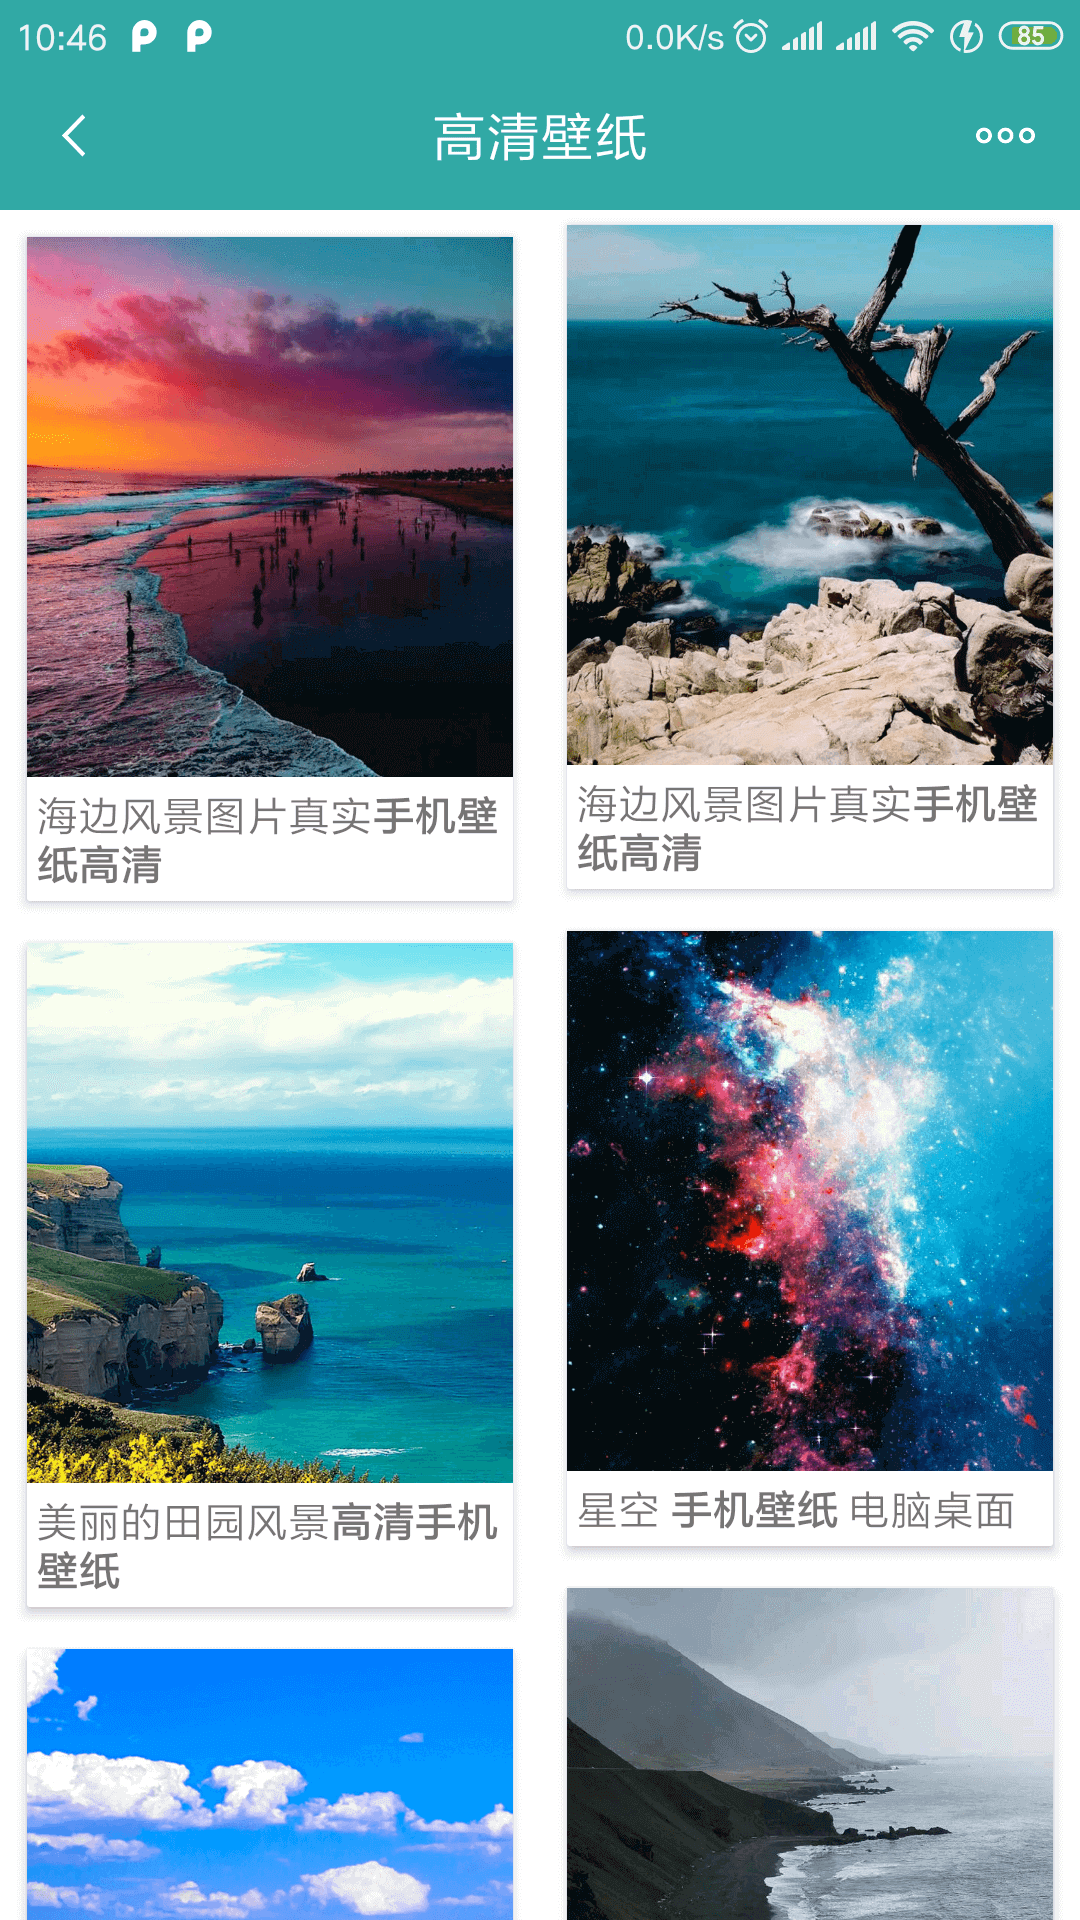 10:46
0.0K/s
85
高清壁纸
海边风景图片真实手机壁
纸高清
海边风景图片真实手机壁
纸高清
美丽的田园风景高清手机
壁纸
星空 手机壁纸 电脑桌面